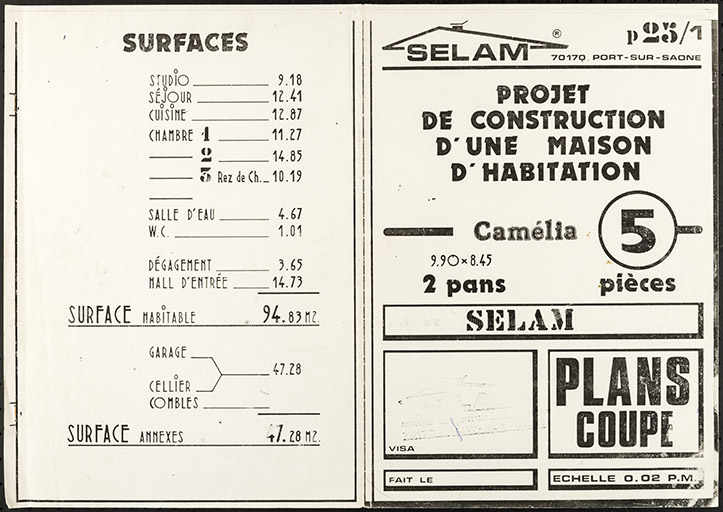 SURFACES
STUDIO 9.18
SÉJOUR 12.41
CUISINE 12.87
CHAMBRE 1 11.27
2 14.85
3 Rez de Ch. 10.19
SALLE D'EAU 4.67
W.C. 1.01
DÉGAGEMENT 3.65
HALL D'ENTRÉE 14.73
SURFACE HABITABLE 94.83 M2.
GARAGE
47.28
CELLIER
COMBLES
SURFACE ANNEXES 47.28 M2.
SELAM ®
p25/1
70170 PORT-SUR-SAONE
PROJET
DE CONSTRUCTION
D'UNE MAISON
D'HABITATION
Camélia 5
9.90 × 8.45
2 pans pièces
SELAM
VISA
PLANS
COUPE
FAIT LE
ECHELLE 0.02 P.M.